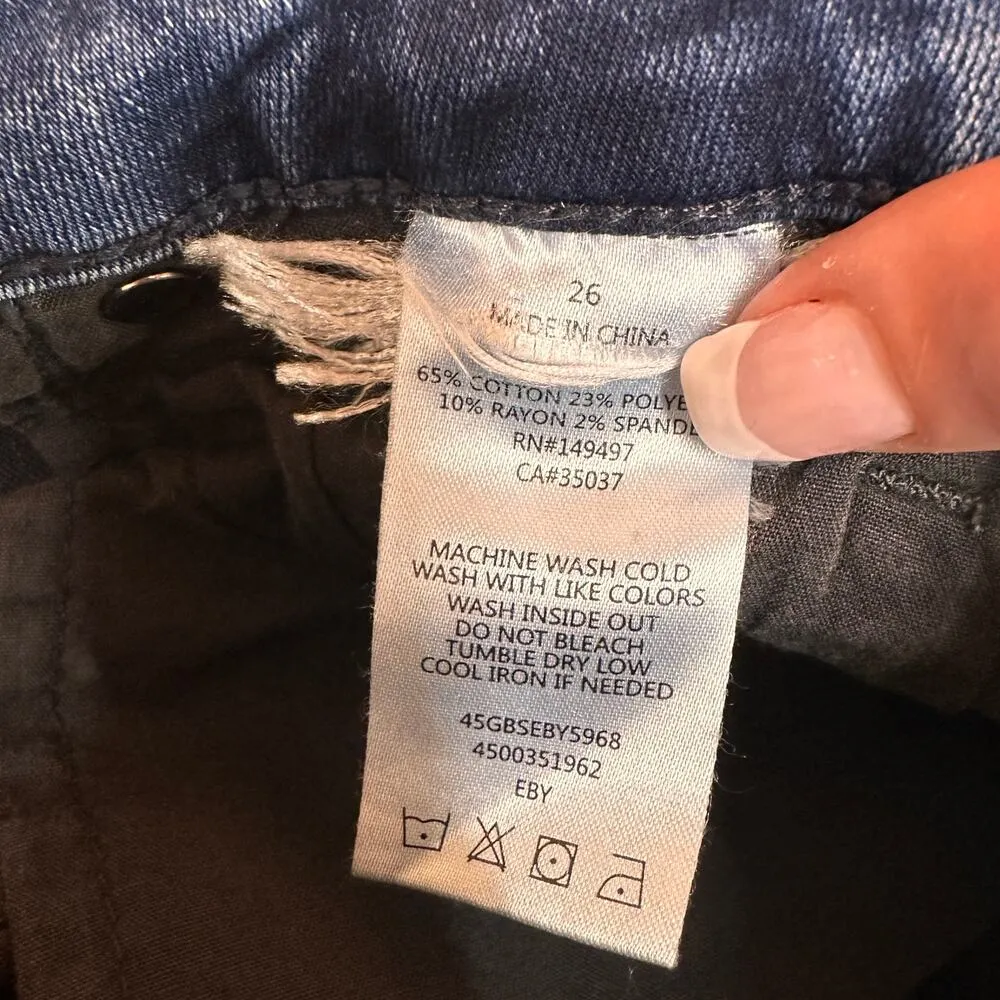 26
MADE IN CHINA
65% COTTON 23% POLYE
10% RAYON 2% SPANDE
RN#149497
CA#35037
MACHINE WASH COLD
WASH WITH LIKE COLORS
WASH INSIDE OUT
DO NOT BLEACH
TUMBLE DRY LOW
COOL IRON IF NEEDED
45GBSEBY5968
4500351962
EBY